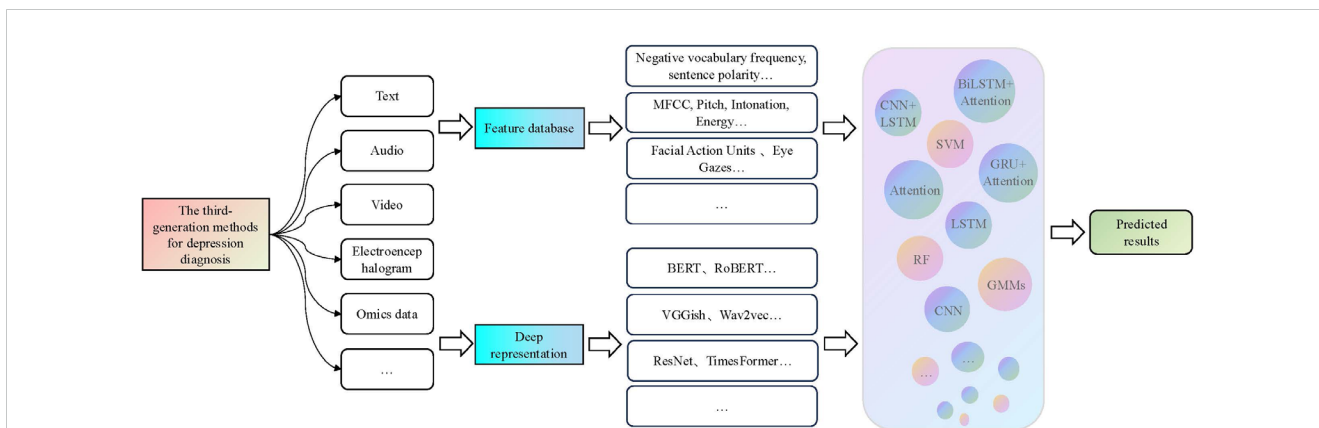 The third-
generation methods
for depression
diagnosis
Text
Audio
Video
Electroencep
halogram
Omics data
…
Feature database
Deep
representation
Negative vocabulary frequency,
sentence polarity…
MFCC, Pitch, Intonation,
Energy…
Facial Action Units 、Eye
Gazes…
…
BERT、RoBERT…
VGGish、Wav2vec…
ResNet、TimesFormer…
…
CNN+
LSTM
BiLSTM+
Attention
SVM
GRU+
Attention
Attention
LSTM
RF
GMMs
CNN
…
…
Predicted
results